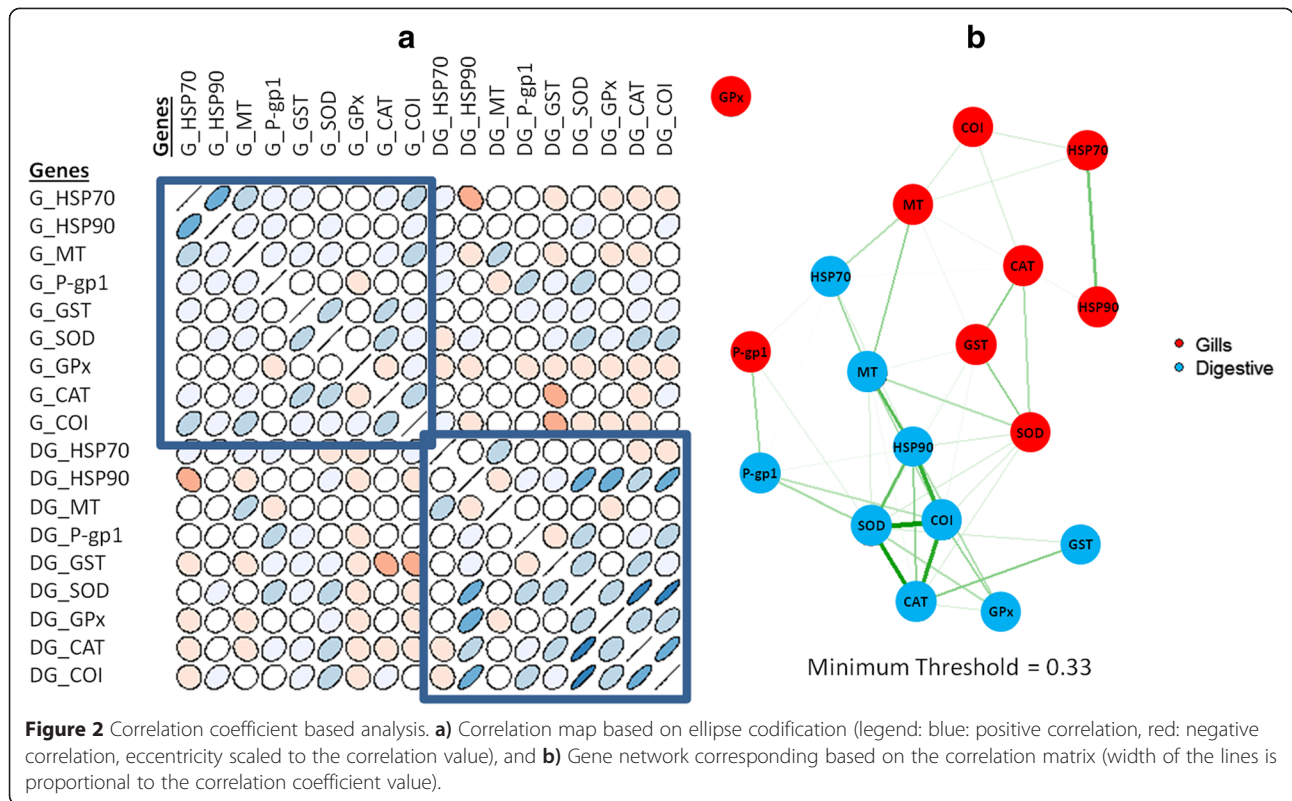 a
b
Genes
G_HSP70
G_HSP90
G_MT
G_P-gp1
G_GST
G_SOD
G_GPx
G_CAT
G_COI
DG_HSP70
DG_HSP90
DG_MT
DG_P-gp1
DG_GST
DG_SOD
DG_GPx
DG_CAT
DG_COI
Genes
G_HSP70
G_HSP90
G_MT
G_P-gp1
G_GST
G_SOD
G_GPx
G_CAT
G_COI
DG_HSP70
DG_HSP90
DG_MT
DG_P-gp1
DG_GST
DG_SOD
DG_GPx
DG_CAT
DG_COI
GPx
COI
HSP70
MT
CAT
HSP70
HSP90
P-gp1
GST
MT
SOD
HSP90
P-gp1
SOD
COI
GST
CAT
GPx
Gills
Digestive
Minimum Threshold = 0.33
Figure 2 Correlation coefficient based analysis. a) Correlation map based on ellipse codification (legend: blue: positive correlation, red: negative
correlation, eccentricity scaled to the correlation value), and b) Gene network corresponding based on the correlation matrix (width of the lines is
proportional to the correlation coefficient value).